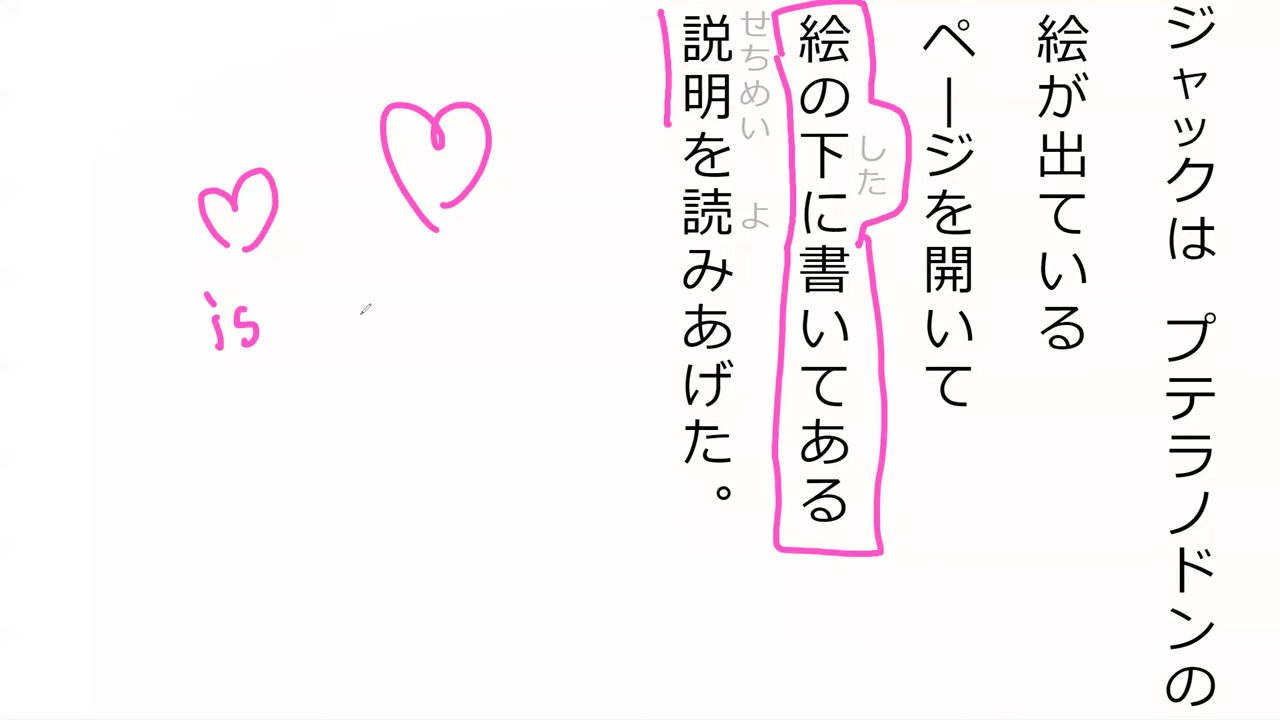 ジャックは プテラノドンの
絵が出ている
ページを開いて
絵の下に書いてある
した
説明を読みあげた。
せちめい よ
is